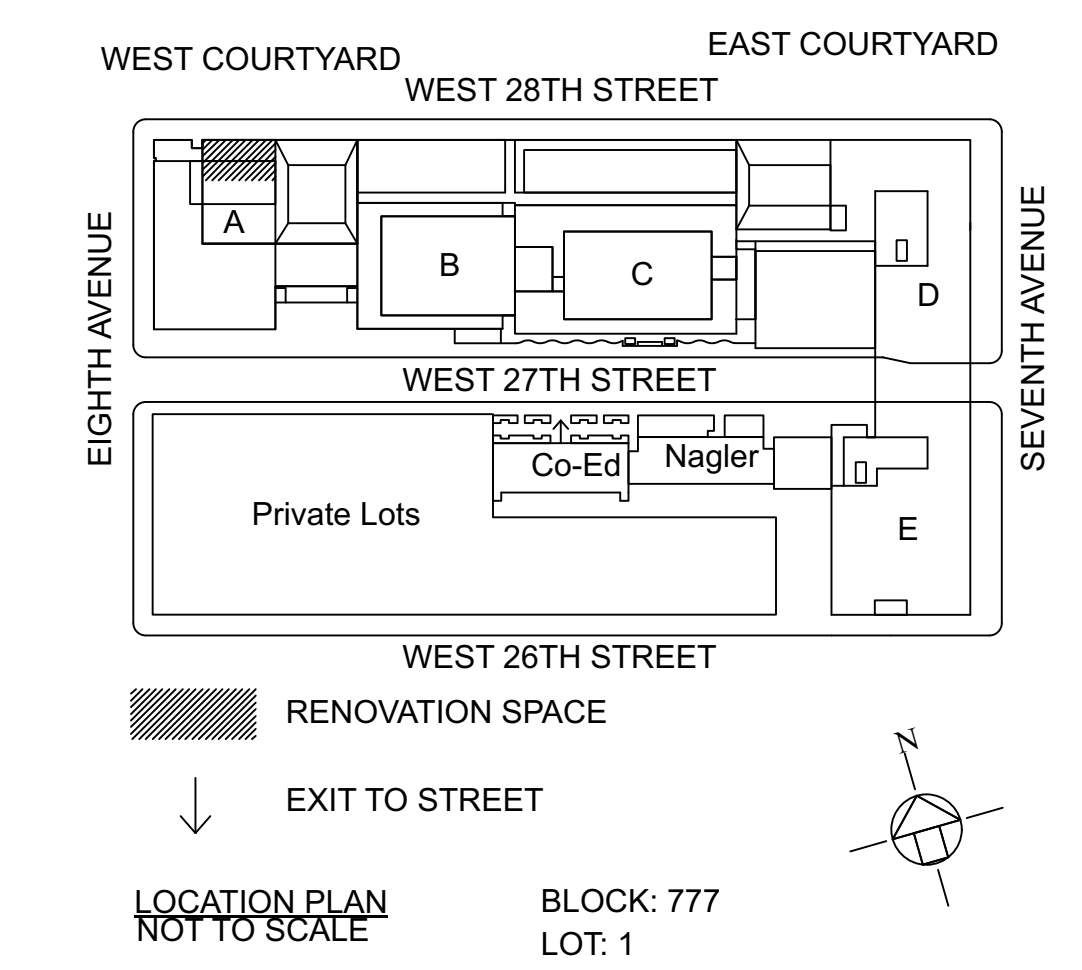 WEST COURTYARD
EAST COURTYARD
WEST 28TH STREET
EIGHTH AVENUE
SEVENTH AVENUE
A
B
C
D
WEST 27TH STREET
Co-Ed
Nagler
Private Lots
E
WEST 26TH STREET
RENOVATION SPACE
N
EXIT TO STREET
LOCATION PLAN
NOT TO SCALE
BLOCK: 777
LOT: 1